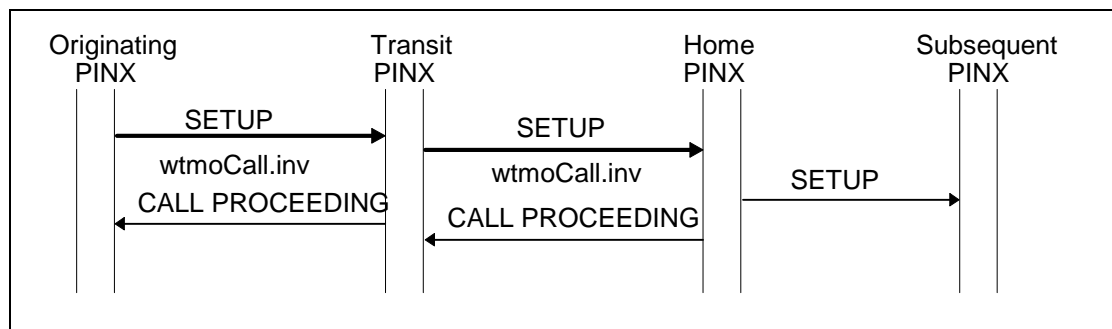 Originating PINX
Transit PINX
Home PINX
Subsequent PINX
SETUP
wtmoCall.inv
CALL PROCEEDING
SETUP
wtmoCall.inv
CALL PROCEEDING
SETUP